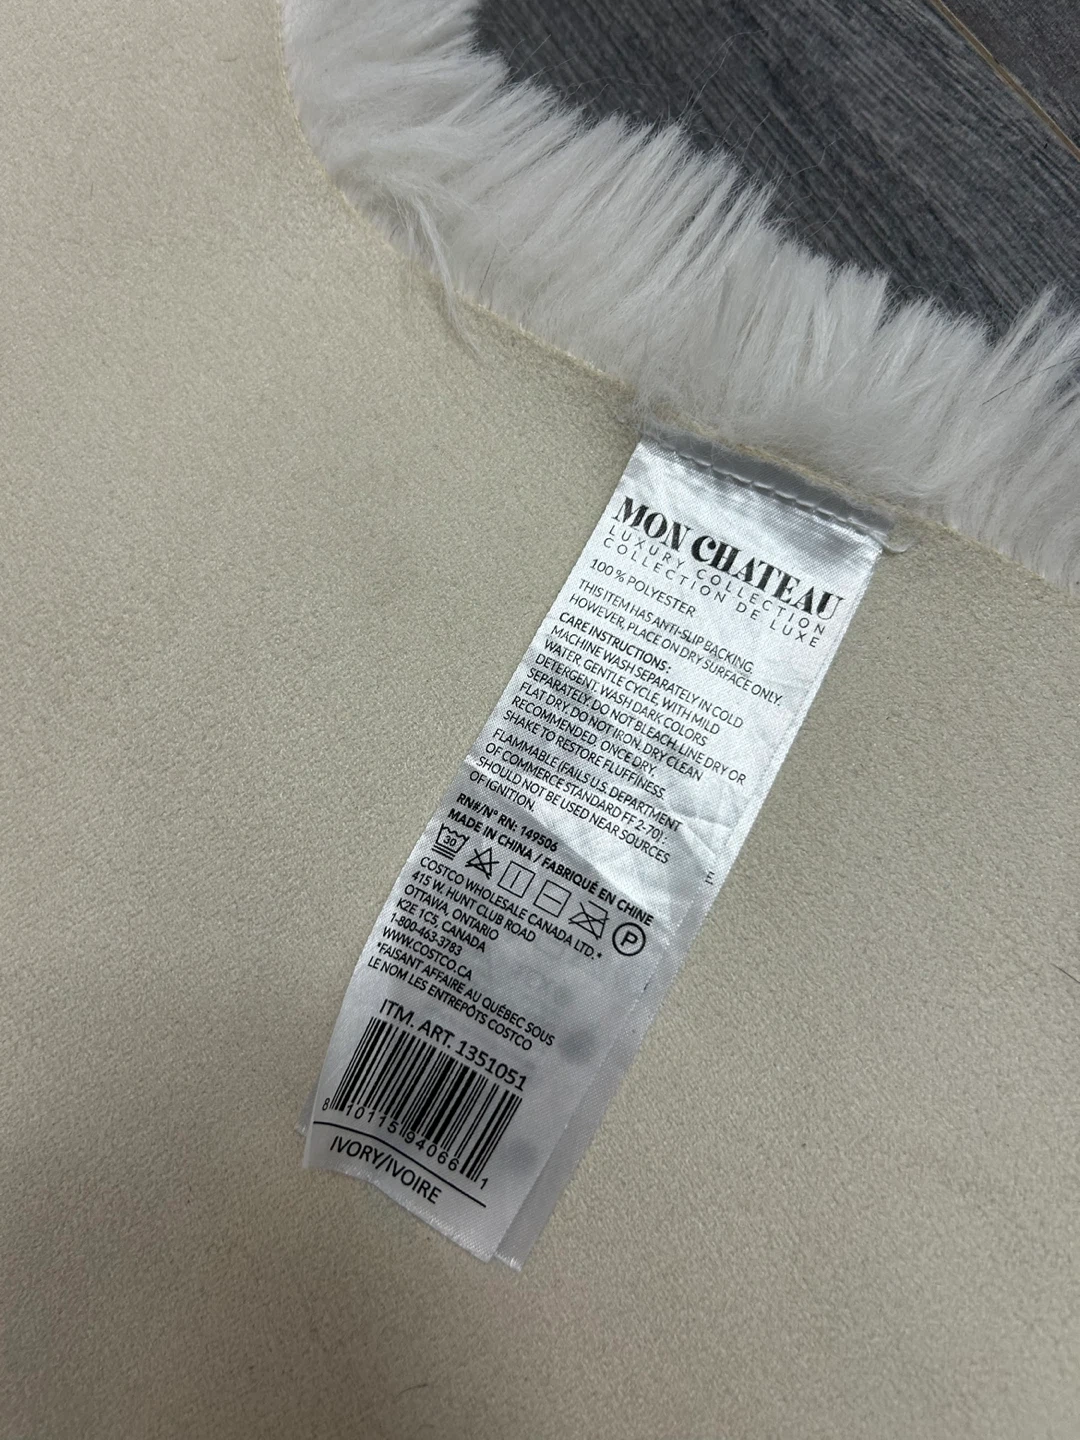 MON CHATEAU
LUXURY COLLECTION
COLLECTION DE LUXE
100 % POLYESTER
THIS ITEM HAS ANTI-SLIP BACKING,
HOWEVER, PLACE ON DRY SURFACE ONLY.
CARE INSTRUCTIONS:
MACHINE WASH SEPARATELY IN COLD
WATER, GENTLE CYCLE, WITH MILD
DETERGENT. WASH DARK COLORS
SEPARATELY. DO NOT BLEACH. LINE DRY OR
FLAT DRY. DO NOT IRON. DRY CLEAN
RECOMMENDED. ONCE DRY,
SHAKE TO RESTORE FLUFFINESS.
FLAMMABLE (FAILS U.S. DEPARTMENT
OF COMMERCE STANDARD FF 2-70):
SHOULD NOT BE USED NEAR SOURCES
OF IGNITION.
RN#/N° RN: 149506
MADE IN CHINA / FABRIQUÉ EN CHINE
30 P
COSTCO WHOLESALE CANADA LTD.*
415 W. HUNT CLUB ROAD
OTTAWA, ONTARIO
K2E 1C5, CANADA
1-800-463-3783
WWW.COSTCO.CA
*FAISANT AFFAIRE AU QUÉBEC SOUS
LE NOM LES ENTREPÔTS COSTCO
ITM. ART. 1351051
8 10115 94066 1
IVORY/IVOIRE